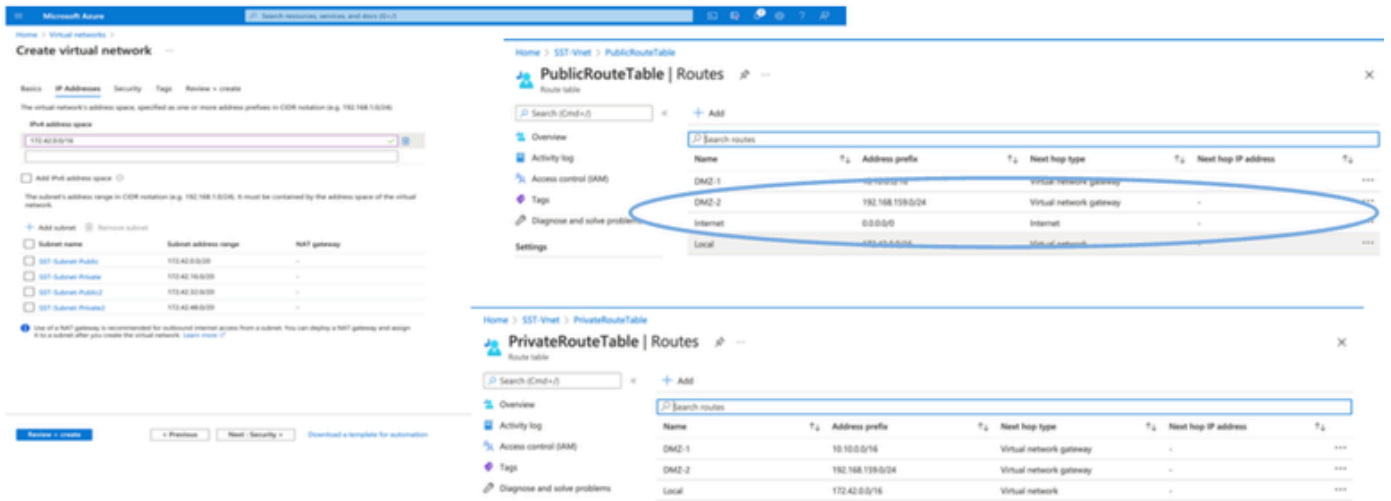 Microsoft Azure
Search resources, services, and docs (G+/)
Home > Virtual networks >
Create virtual network
Basics IP Addresses Security Tags Review + create
The virtual network's address space, specified as one or more address prefixes in CIDR notation (e.g. 192.168.1.0/24).
IPv4 address space
172.42.0.0/16
Add IPv6 address space
The subnet's address range in CIDR notation (e.g. 192.168.1.0/24). It must be contained by the address space of the virtual
network.
+ Add subnet Remove subnet
Subnet name Subnet address range NAT gateway
SST-Subnet-Public 172.42.0.0/20 -
SST-Subnet-Private 172.42.16.0/20 -
SST-Subnet-Public2 172.42.32.0/20 -
SST-Subnet-Private2 172.42.48.0/20 -
Use of a NAT gateway is recommended for outbound internet access from a subnet. You can deploy a NAT gateway and assign
it to a subnet after you create the virtual network. Learn more
Review + create < Previous Next : Security > Download a template for automation
Home > SST-Vnet > PublicRouteTable
PublicRouteTable | Routes
Route table
Search (Cmd+/) «
+ Add
Overview
Activity log
Access control (IAM)
Tags
Diagnose and solve problems
Settings
Search routes
Name Address prefix Next hop type Next hop IP address
DMZ-1 10.10.0.0/16 Virtual network gateway
DMZ-2 192.168.159.0/24 Virtual network gateway -
Internet 0.0.0.0/0 Internet -
Local 172.42.0.0/16 Virtual network
Home > SST-Vnet > PrivateRouteTable
PrivateRouteTable | Routes
Route table
Search (Cmd+/) «
+ Add
Overview
Activity log
Access control (IAM)
Tags
Diagnose and solve problems
Search routes
Name Address prefix Next hop type Next hop IP address
DMZ-1 10.10.0.0/16 Virtual network gateway -
DMZ-2 192.168.159.0/24 Virtual network gateway -
Local 172.42.0.0/16 Virtual network -